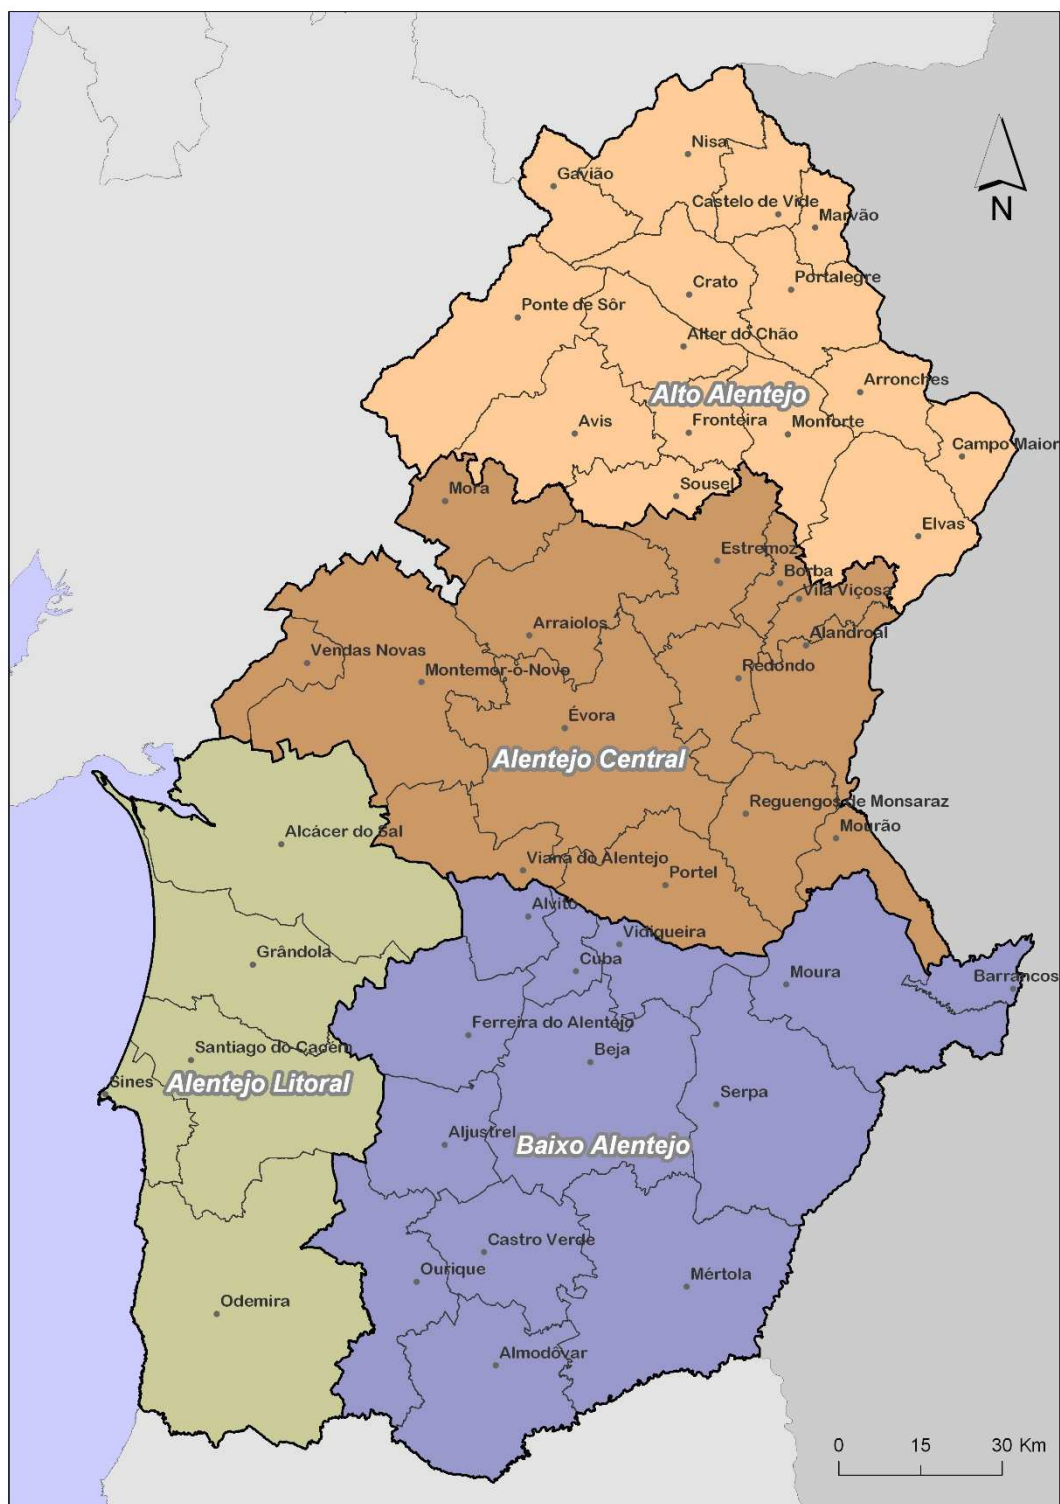 Nisa
Gavião
Castelo de Vide
Marvão
N
Crato
Portalegre
Ponte de Sôr
Alter do Chão
Arronches
Alto Alentejo
Avis
Fronteira
Monforte
Campo Maior
Mora
Sousel
Elvas
Estremoz
Borba
Vila Viçosa
Arraiolos
Alandroal
Vendas Novas
Montemor-o-Novo
Redondo
Évora
Alentejo Central
Reguengos de Monsaraz
Alcácer do Sal
Mourão
Viana do Alentejo
Portel
Alvito
Vidigueira
Grândola
Cuba
Moura
Barrancos
Ferreira do Alentejo
Santiago do Cacém
Beja
Sines
Alentejo Litoral
Serpa
Aljustrel
Baixo Alentejo
Castro Verde
Ourique
Mértola
Odemira
Almodôvar
0 15 30 Km